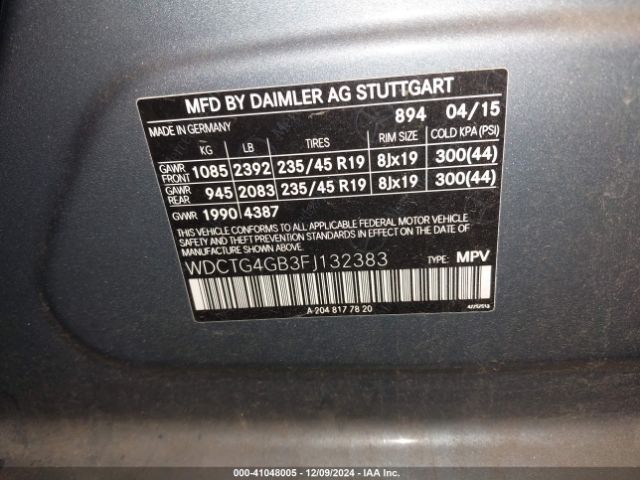 MFD BY DAIMLER AG STUTTGART
MADE IN GERMANY 894 04/15
KG LB TIRES RIM SIZE COLD KPA (PSI)
GAWR FRONT 1085 2392 235/45 R19 8Jx19 300(44)
GAWR REAR 945 2083 235/45 R19 8Jx19 300(44)
GVWR 1990 4387
THIS VEHICLE CONFORMS TO ALL APPLICABLE FEDERAL MOTOR VEHICLE
SAFETY AND THEFT PREVENTION STANDARDS IN EFFECT ON THE DATE OF
MANUFACTURE SHOWN ABOVE.
WDCTG4GB3FJ132383 TYPE: MPV
A 204 817 78 20
000-41048005 • 12/09/2024 • IAA Inc.